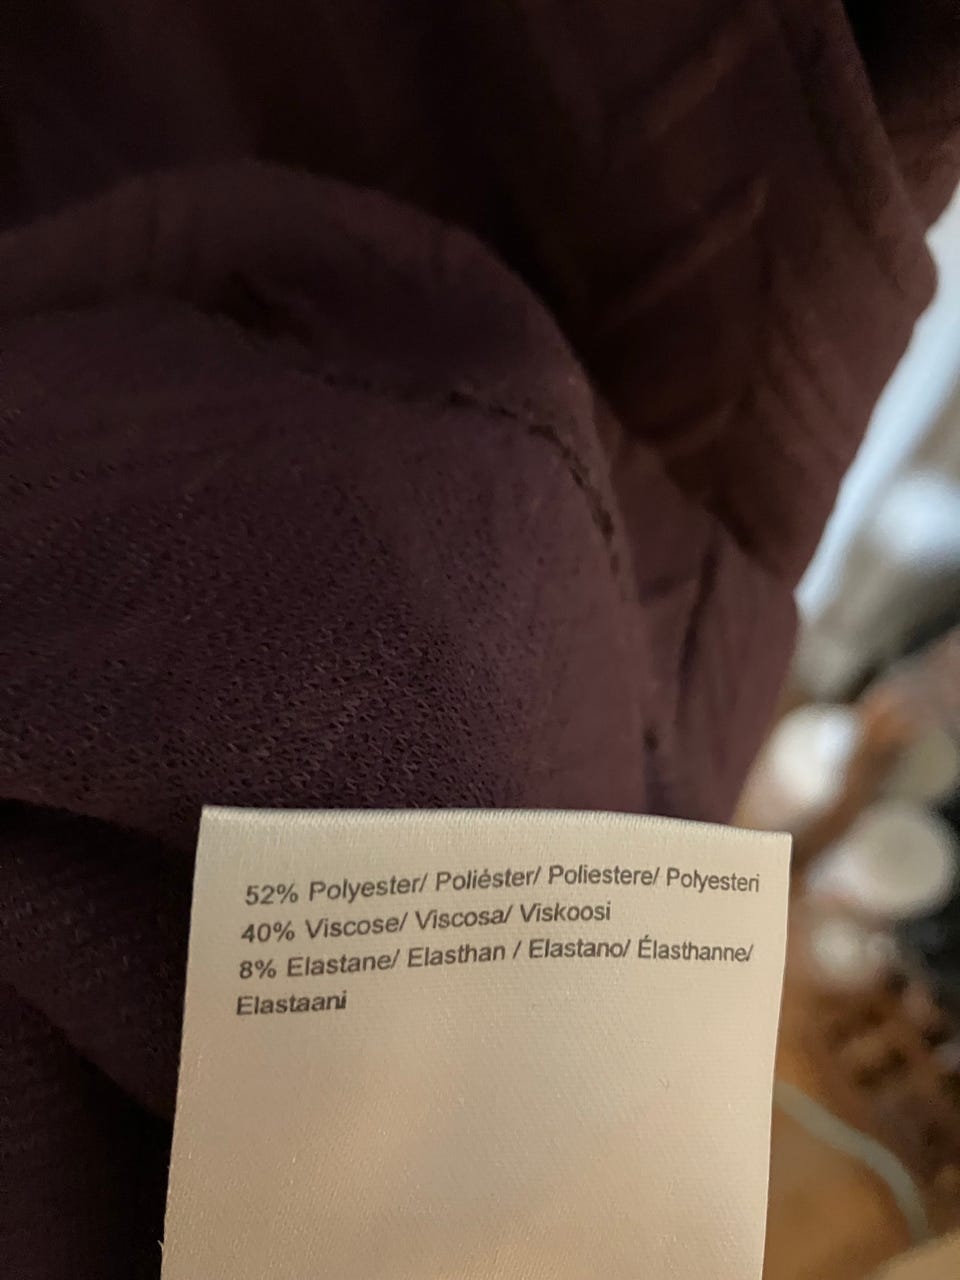 52% Polyester/ Poliéster/ Poliestere/ Polyesteri
40% Viscose/ Viscosa/ Viskoosi
8% Elastane/ Elasthan / Elastano/ Élasthanne/
Elastaani